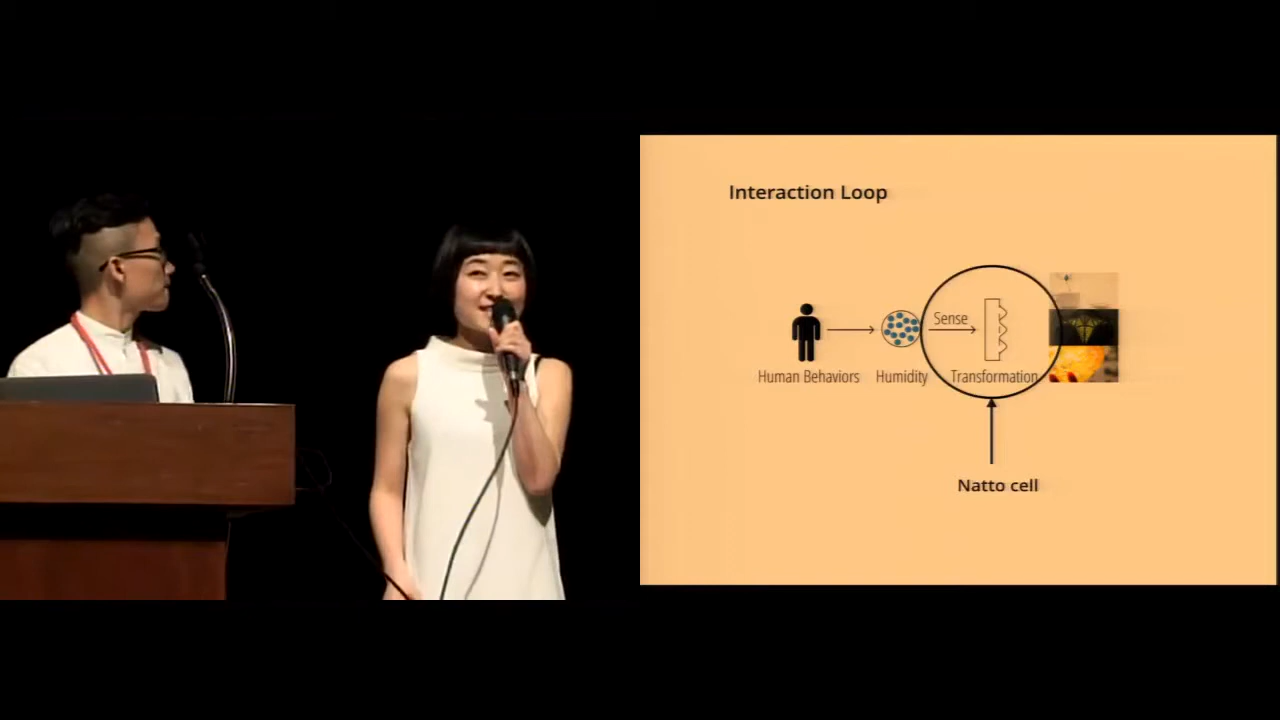 Interaction Loop
Sense
Human Behaviors
Humidity
Transformation
Natto cell